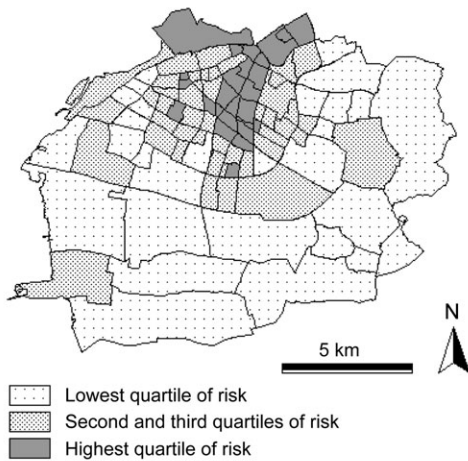 N
5 km
Lowest quartile of risk
Second and third quartiles of risk
Highest quartile of risk